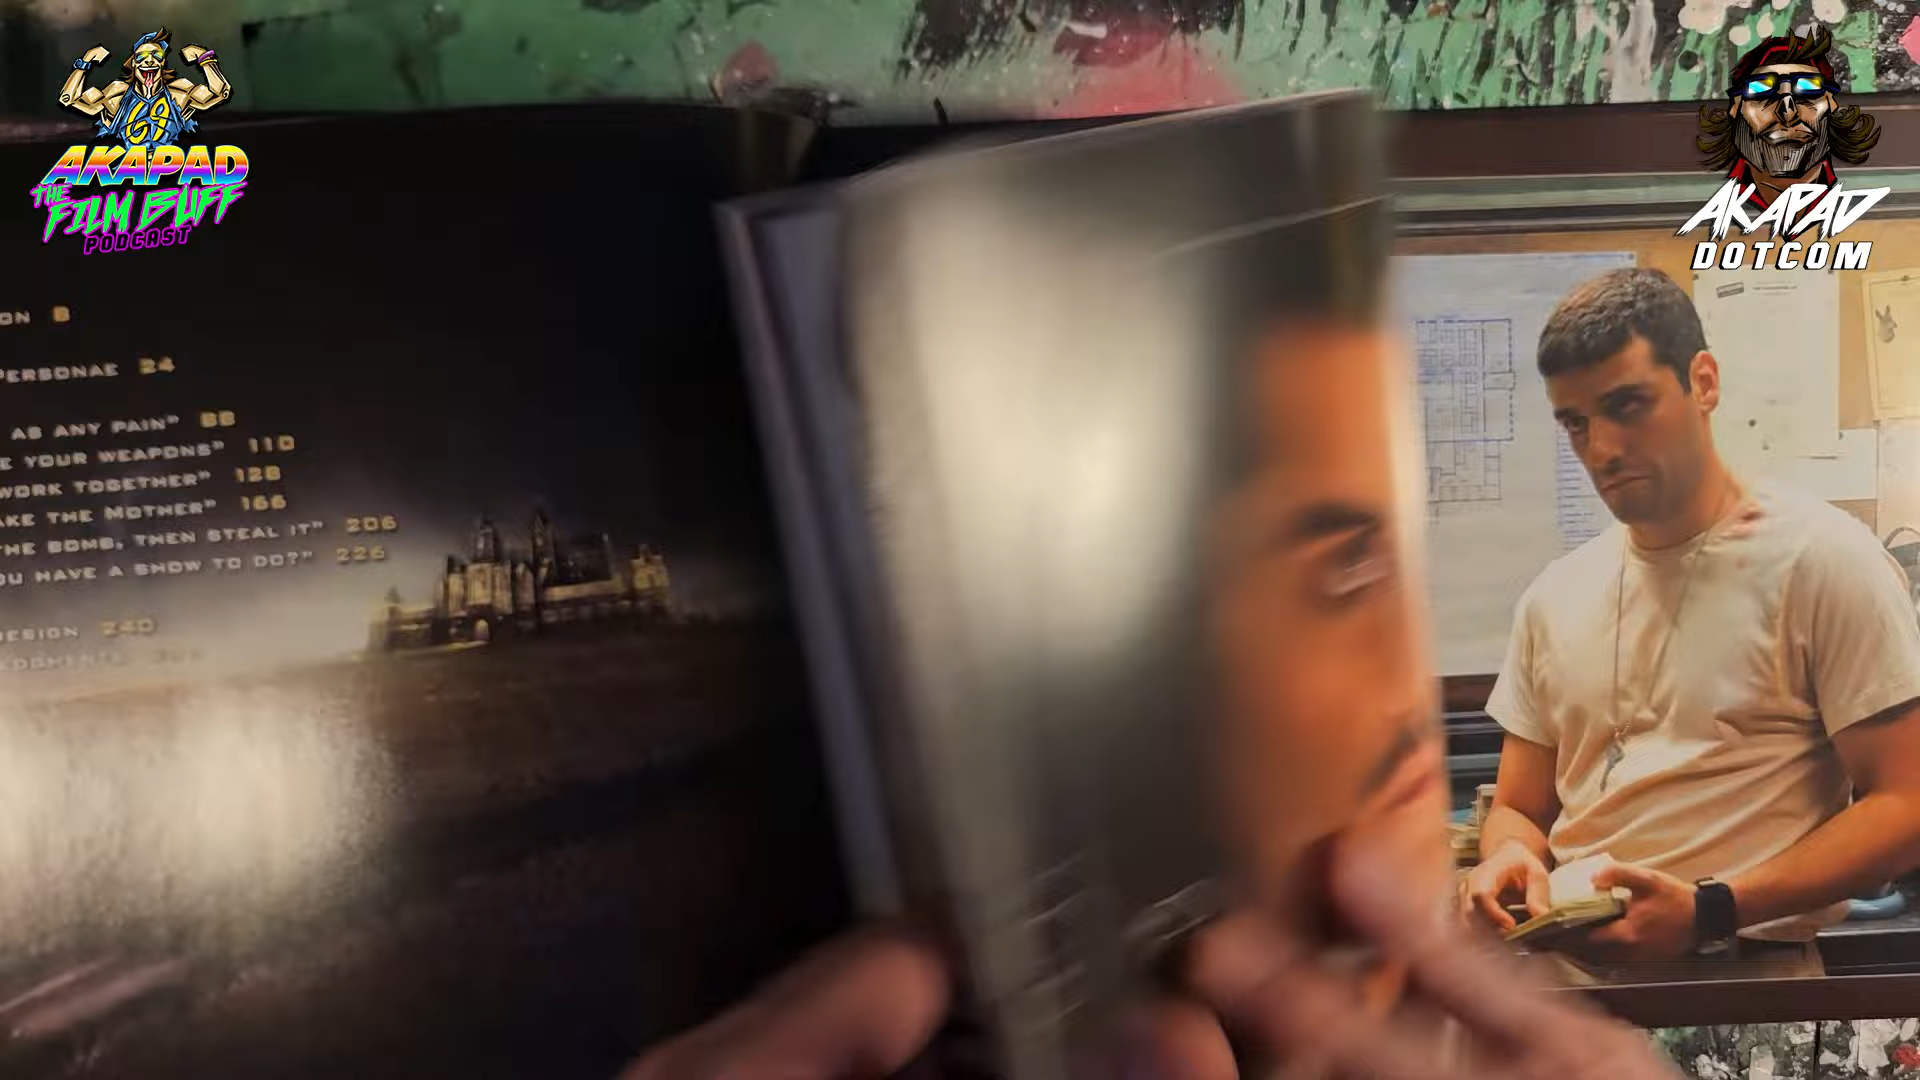 AKAPAD
THE
FILM BUFF
PODCAST
AKAPAD
DOTCOM
ON 8
PERSONAE 24
AS ANY PAIN" 88
E YOUR WEAPONS" 110
WORK TOGETHER" 128
AKE THE MOTHER" 166
THE BOMB, THEN STEAL IT" 206
OU HAVE A SHOW TO DO?" 226
DESIGN 240